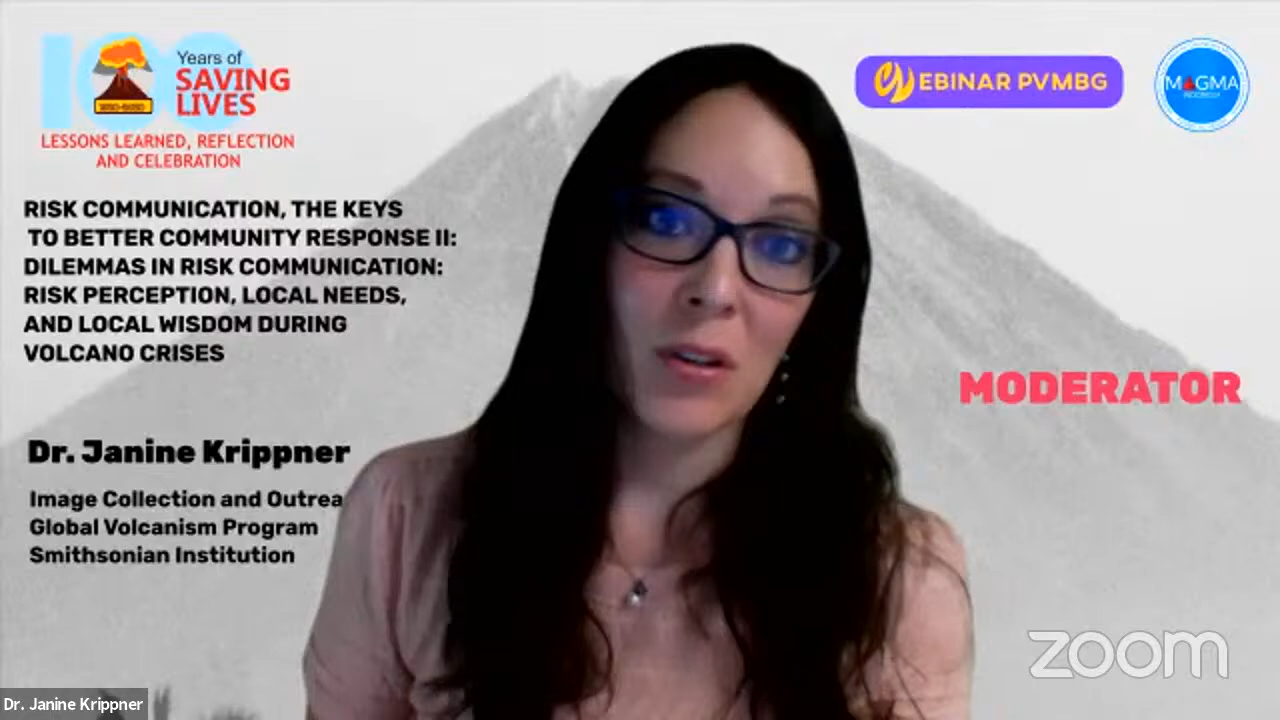 100
Years of
SAVING
LIVES
LESSONS LEARNED, REFLECTION
AND CELEBRATION
WEBINAR PVMBG
MAGMA
INDONESIA
RISK COMMUNICATION, THE KEYS
TO BETTER COMMUNITY RESPONSE II:
DILEMMAS IN RISK COMMUNICATION:
RISK PERCEPTION, LOCAL NEEDS,
AND LOCAL WISDOM DURING
VOLCANO CRISES
MODERATOR
Dr. Janine Krippner
Image Collection and Outrea
Global Volcanism Program
Smithsonian Institution
zoom
Dr. Janine Krippner